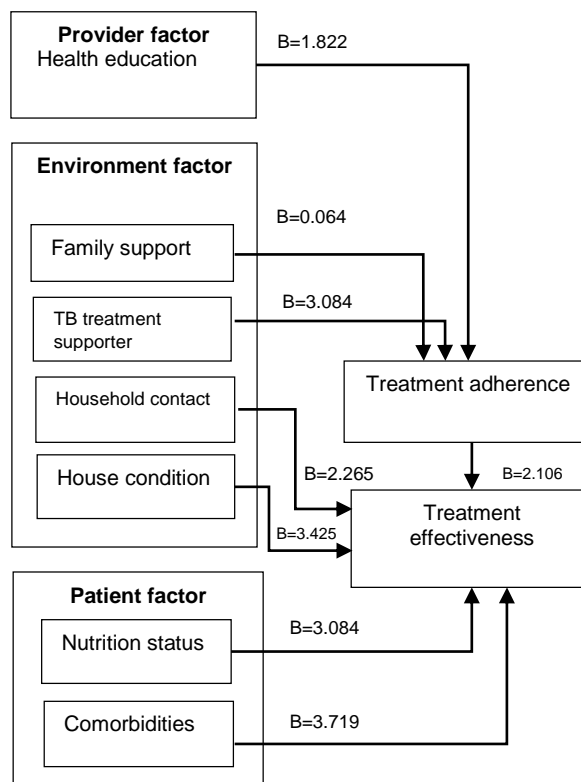 Provider factor
Health education
B=1.822
Environment factor
Family support
B=0.064
TB treatment
supporter
B=3.084
Household contact
B=2.265
House condition
B=3.425
Treatment adherence
B=2.106
Treatment
effectiveness
Patient factor
Nutrition status
B=3.084
Comorbidities
B=3.719